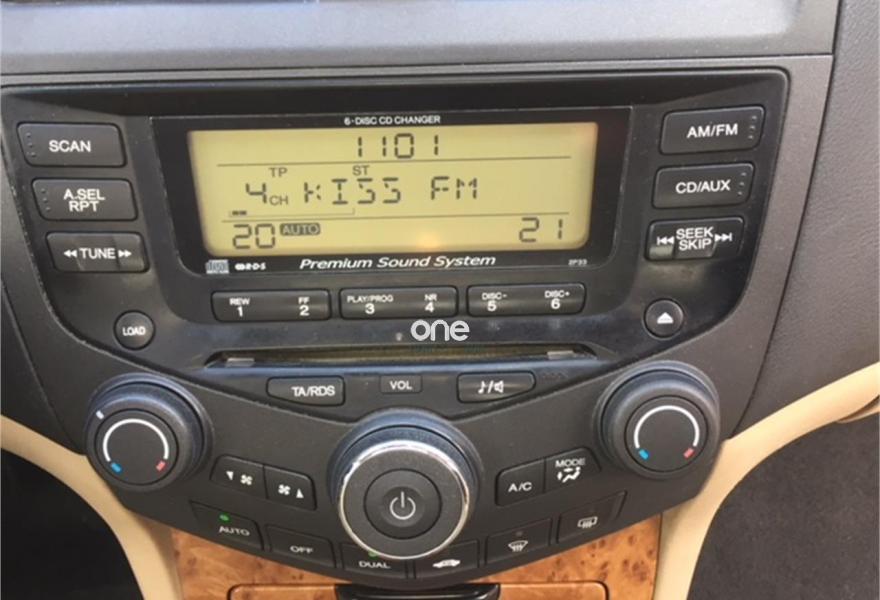 6-DISC CD CHANGER
1101
TP ST
4CH KISS FM
20 AUTO 21
R·D·S Premium Sound System 2P33
SCAN
A.SEL
RPT
TUNE
LOAD
AM/FM
CD/AUX
SEEK
SKIP
REW FF PLAY/PROG NR DISC- DISC+
1 2 3 4 5 6
one
TA/RDS VOL
A/C MODE
AUTO OFF DUAL